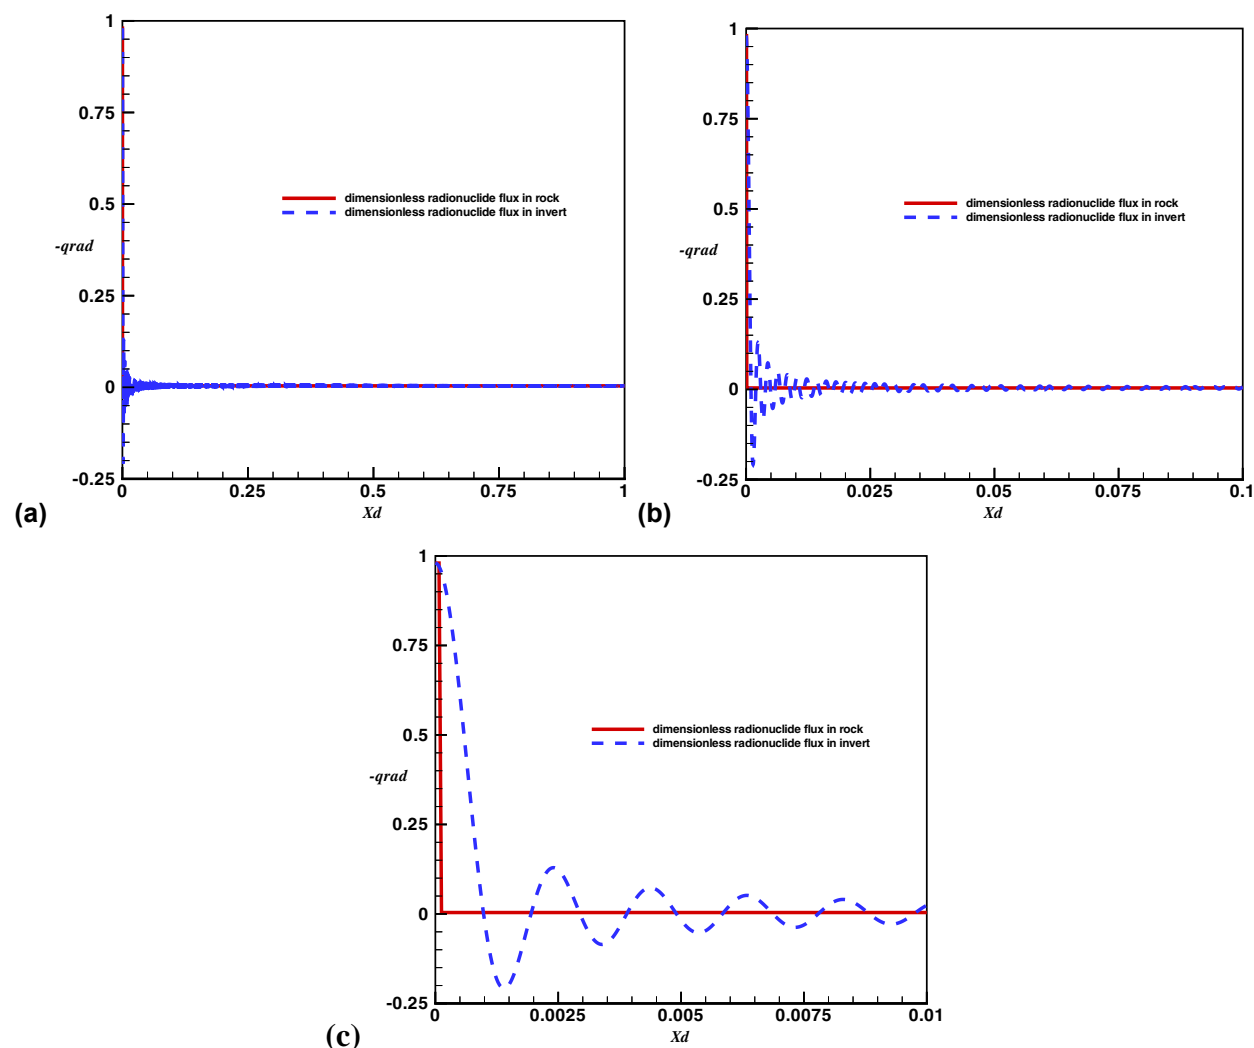 1
0.75
0.5
-qrad
0.25
0
-0.25
0
0.25
0.5
0.75
1
Xd
dimensionless radionuclide flux in rock
dimensionless radionuclide flux in invert
(a)
1
0.75
0.5
-qrad
0.25
0
-0.25
0
0.025
0.05
0.075
0.1
Xd
dimensionless radionuclide flux in rock
dimensionless radionuclide flux in invert
(b)
1
0.75
0.5
-qrad
0.25
0
-0.25
0
0.0025
0.005
0.0075
0.01
Xd
dimensionless radionuclide flux in rock
dimensionless radionuclide flux in invert
(c)